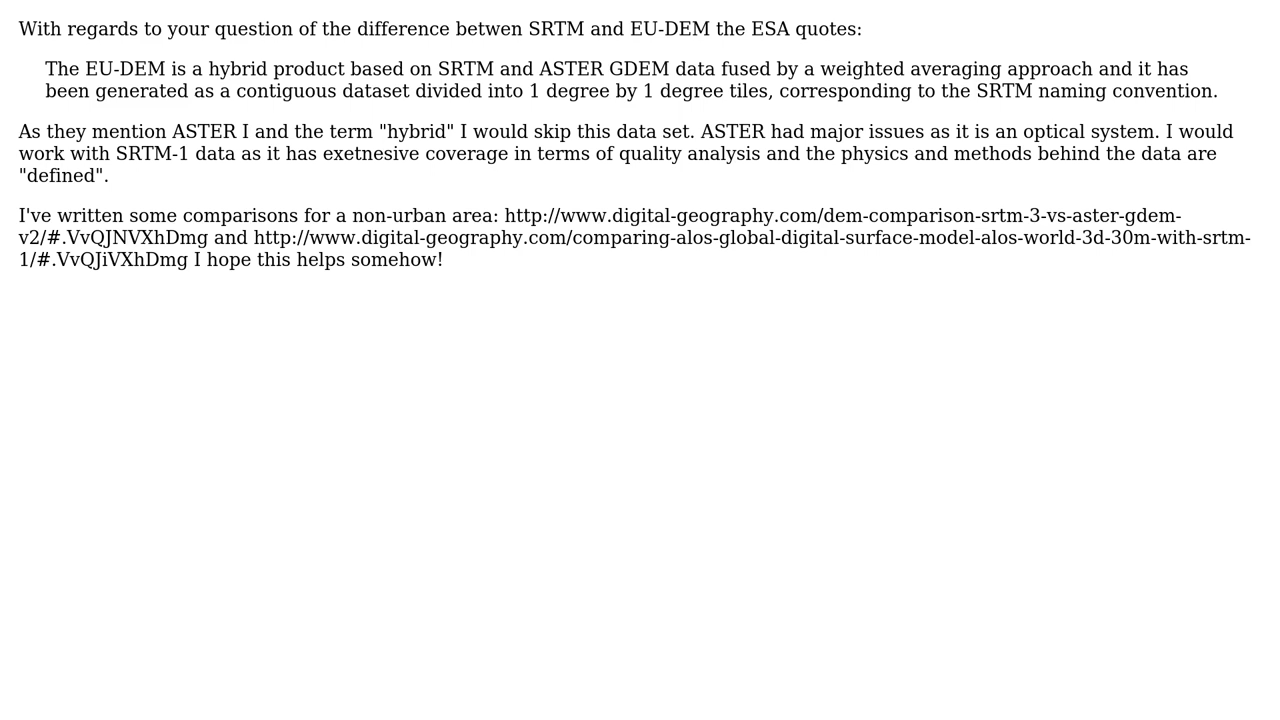 With regards to your question of the difference betwen SRTM and EU-DEM the ESA quotes:
The EU-DEM is a hybrid product based on SRTM and ASTER GDEM data fused by a weighted averaging approach and it has
been generated as a contiguous dataset divided into 1 degree by 1 degree tiles, corresponding to the SRTM naming convention.
As they mention ASTER I and the term "hybrid" I would skip this data set. ASTER had major issues as it is an optical system. I would
work with SRTM-1 data as it has exetnesive coverage in terms of quality analysis and the physics and methods behind the data are
"defined".
I've written some comparisons for a non-urban area: http://www.digital-geography.com/dem-comparison-srtm-3-vs-aster-gdem-
v2/#.VvQJNVXhDmg and http://www.digital-geography.com/comparing-alos-global-digital-surface-model-alos-world-3d-30m-with-srtm-
1/#.VvQJiVXhDmg I hope this helps somehow!